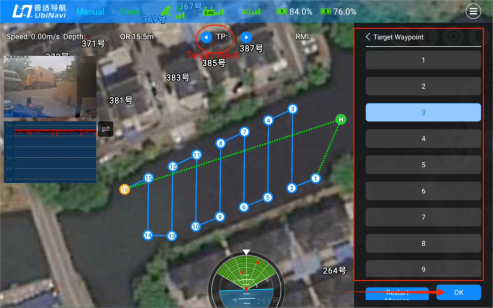 普适导航
UbiNavi
Manual
367号
369号
84.0%
76.0%
Speed: 0.00m/s Depth:
371号
OR:15.5m
TP:
387号
RMI:
385号
383号
381号
Target Waypoint
1
2
3
4
5
6
7
8
9
OK
H
3
4
7
8
11
12
15
16
1
2
5
6
9
10
13
14
264号